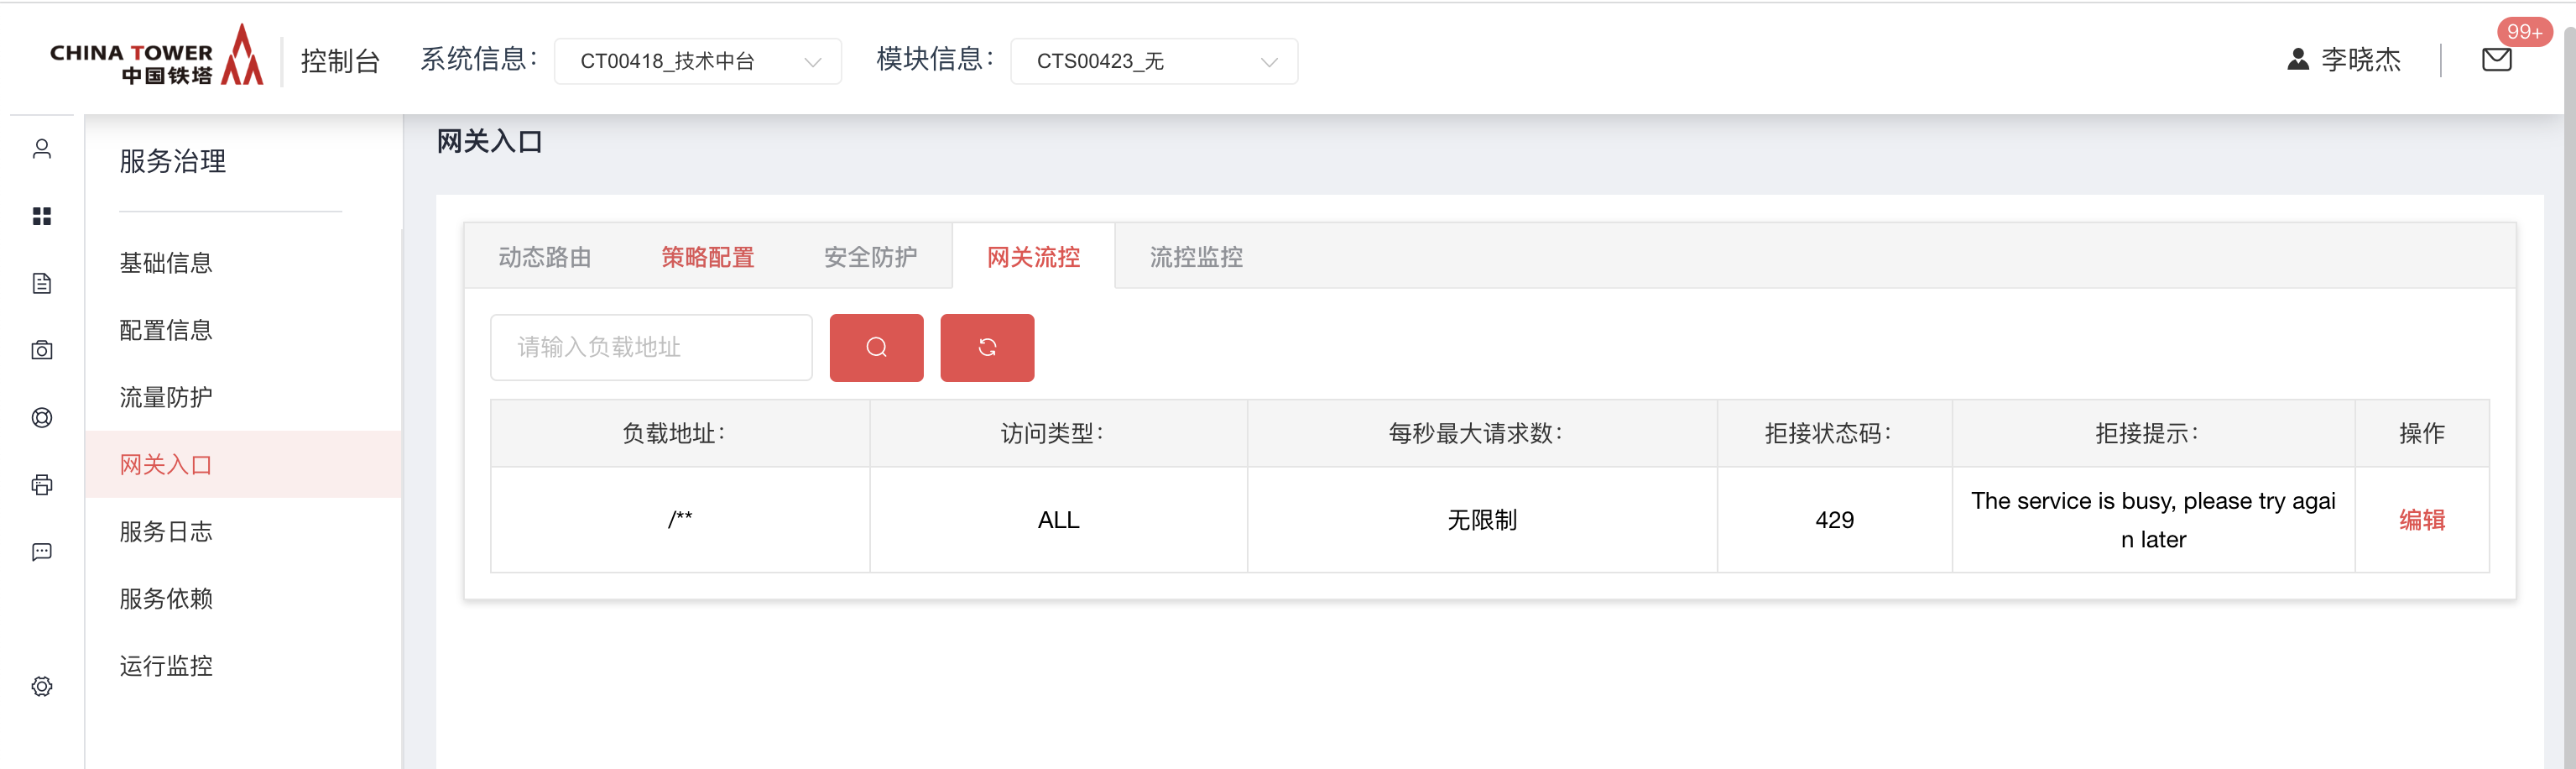 CHINA TOWER
中国铁塔
控制台
系统信息：
CT00418_技术中台
模块信息：
CTS00423_无
李晓杰
99+
服务治理
基础信息
配置信息
流量防护
网关入口
服务日志
服务依赖
运行监控
网关入口
动态路由
策略配置
安全防护
网关流控
流控监控
请输入负载地址
负载地址：
访问类型：
每秒最大请求数：
拒接状态码：
拒接提示：
操作
/**
ALL
无限制
429
The service is busy, please try agai
n later
编辑